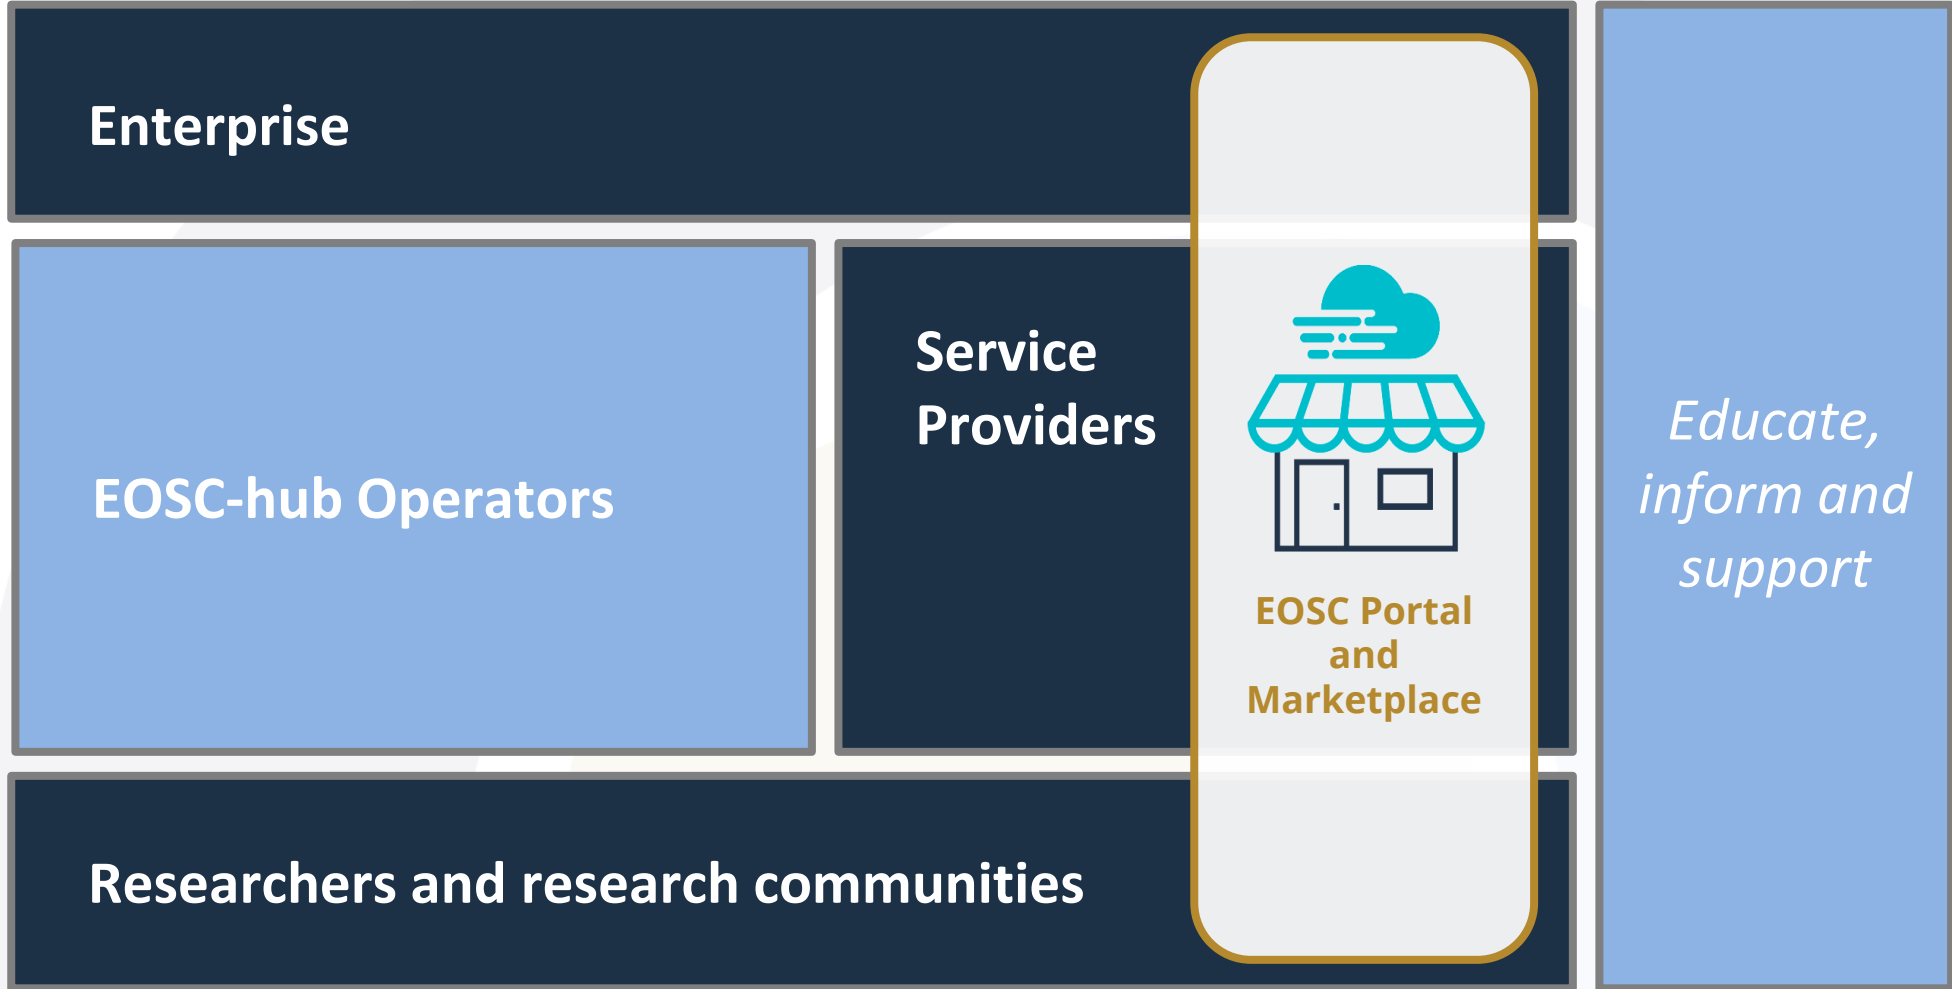 Enterprise
EOSC-hub Operators
Service
Providers
EOSC Portal
and
Marketplace
Researchers and research communities
Educate,
inform and
support